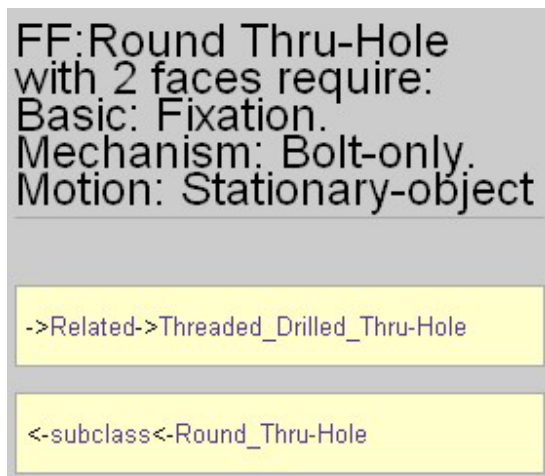 FF:Round Thru-Hole
with 2 faces require:
Basic: Fixation.
Mechanism: Bolt-only.
Motion: Stationary-object
->Related->Threaded_Drilled_Thru-Hole
<-subclass<-Round_Thru-Hole